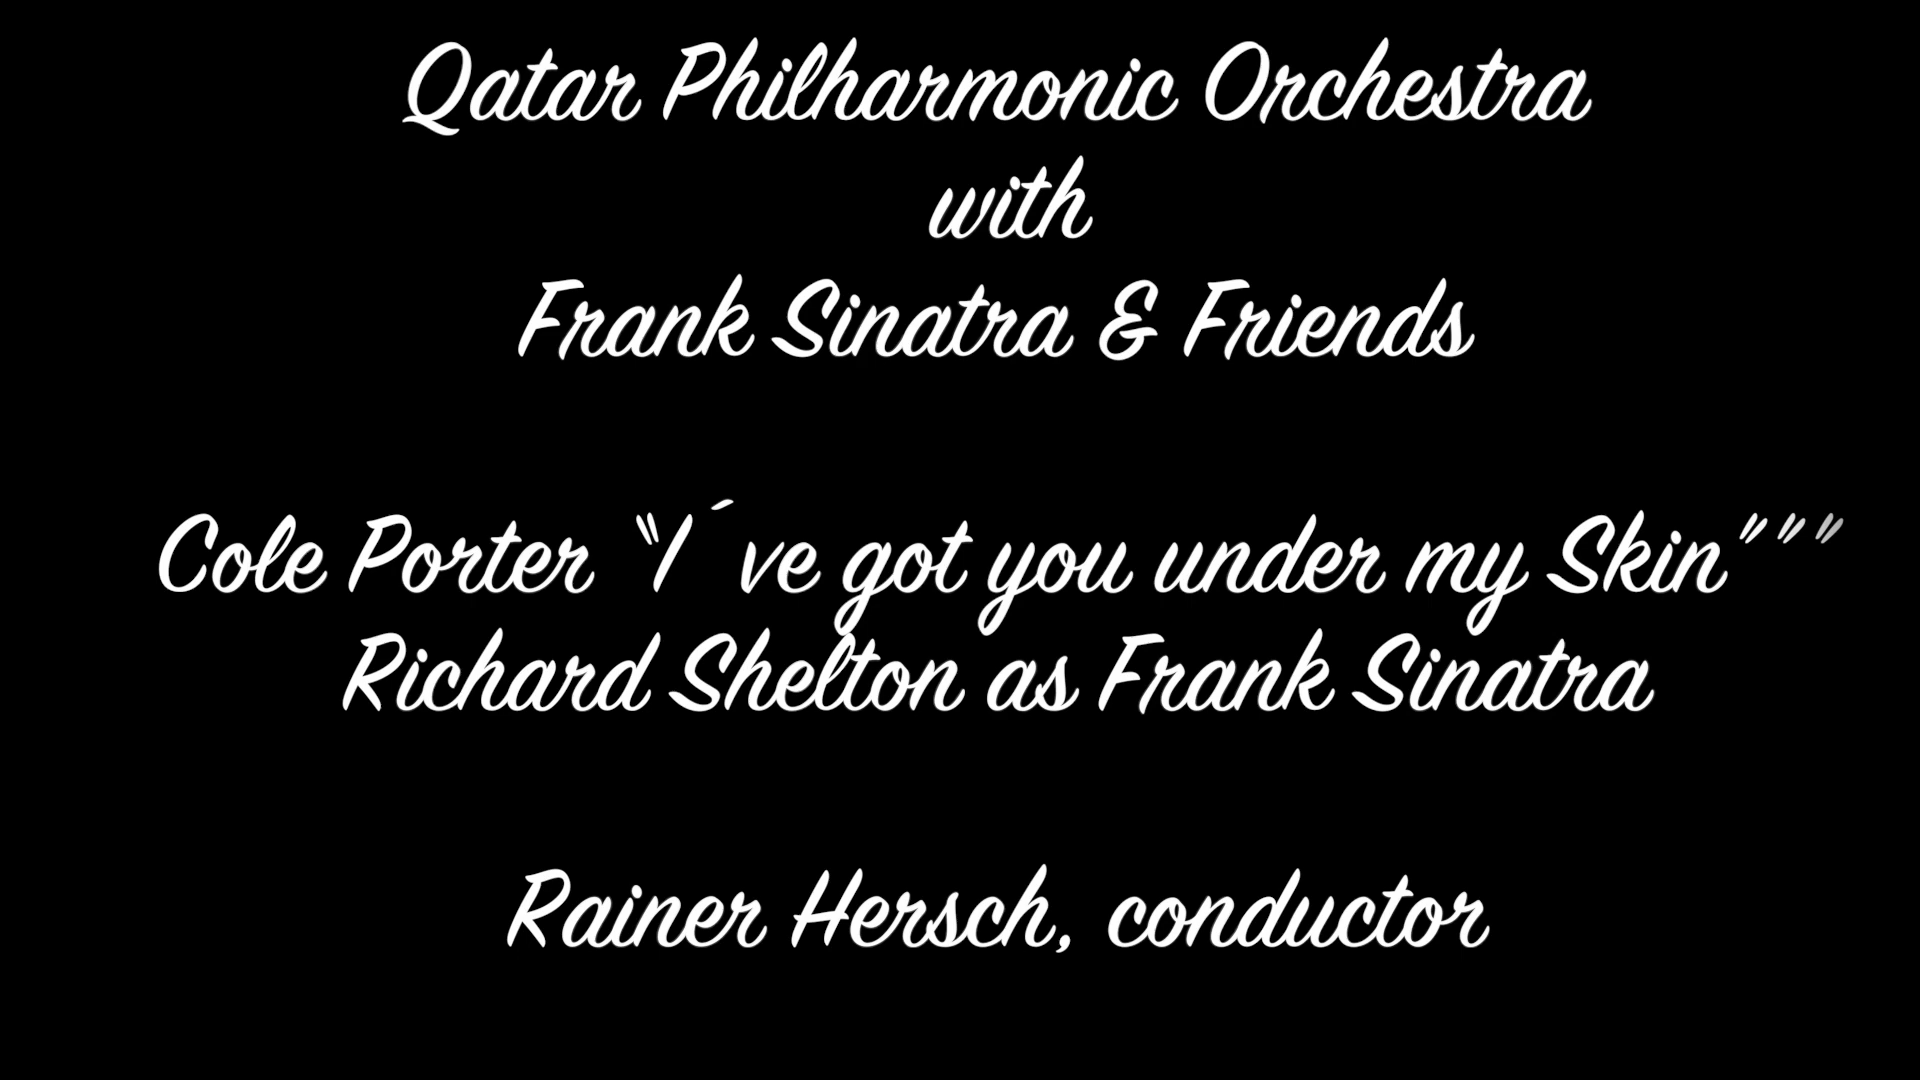 Qatar Philharmonic Orchestra
with
Frank Sinatra & Friends
Cole Porter “I´ve got you under my Skin”””
Richard Shelton as Frank Sinatra
Rainer Hersch, conductor